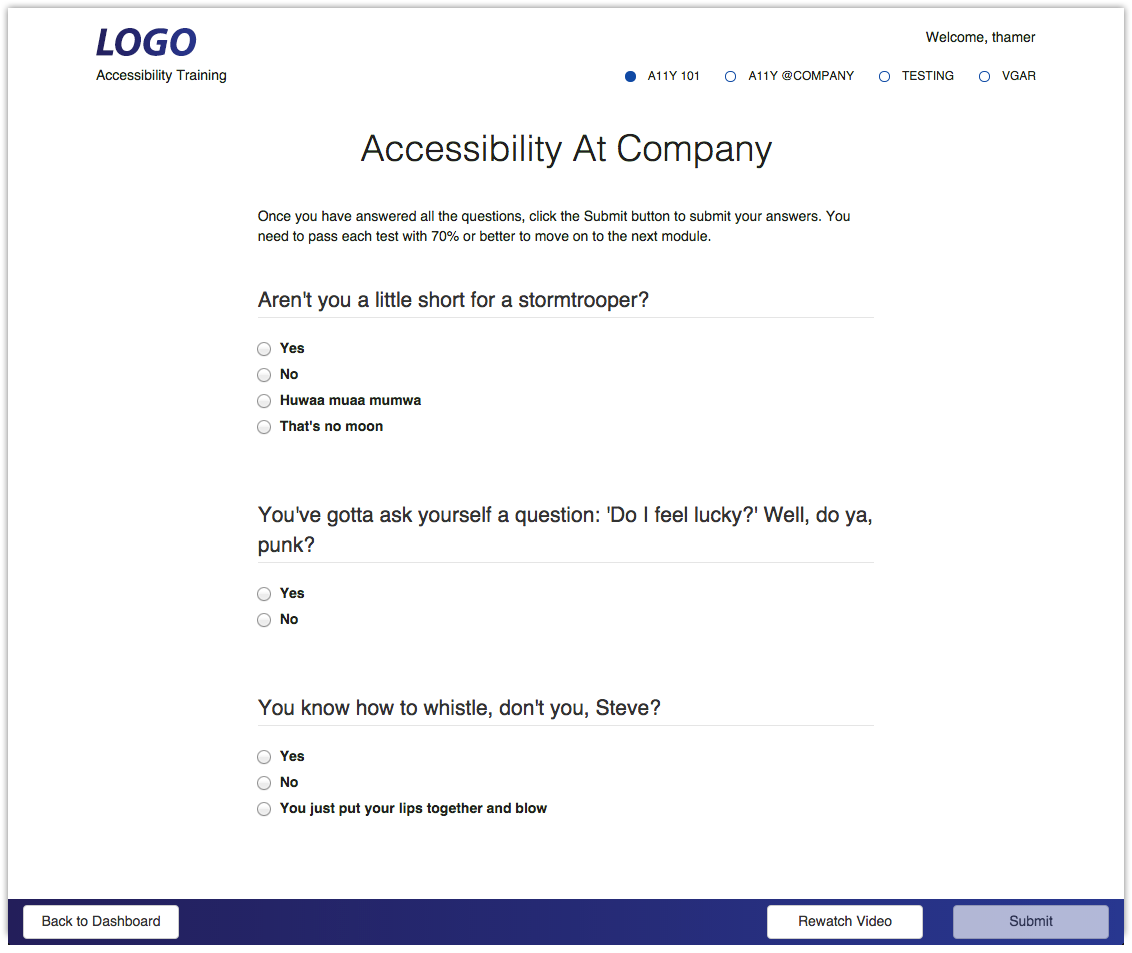 LOGO
Welcome, thamer
Accessibility Training
A11Y 101 A11Y @COMPANY TESTING VGAR
Accessibility At Company
Once you have answered all the questions, click the Submit button to submit your answers. You
need to pass each test with 70% or better to move on to the next module.
Aren't you a little short for a stormtrooper?
Yes
No
Huwaa muaa mumwa
That's no moon
You've gotta ask yourself a question: 'Do I feel lucky?' Well, do ya,
punk?
Yes
No
You know how to whistle, don't you, Steve?
Yes
No
You just put your lips together and blow
Back to Dashboard Rewatch Video Submit